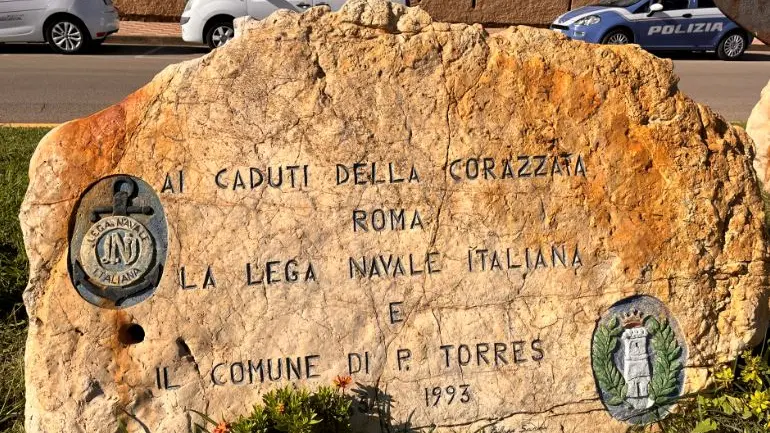 POLIZIA
AI CADUTI DELLA CORAZZATA
ROMA
LEGA NAVALE
ITALIANA
LA LEGA NAVALE ITALIANA
E
IL COMUNE DI P. TORRES
1993